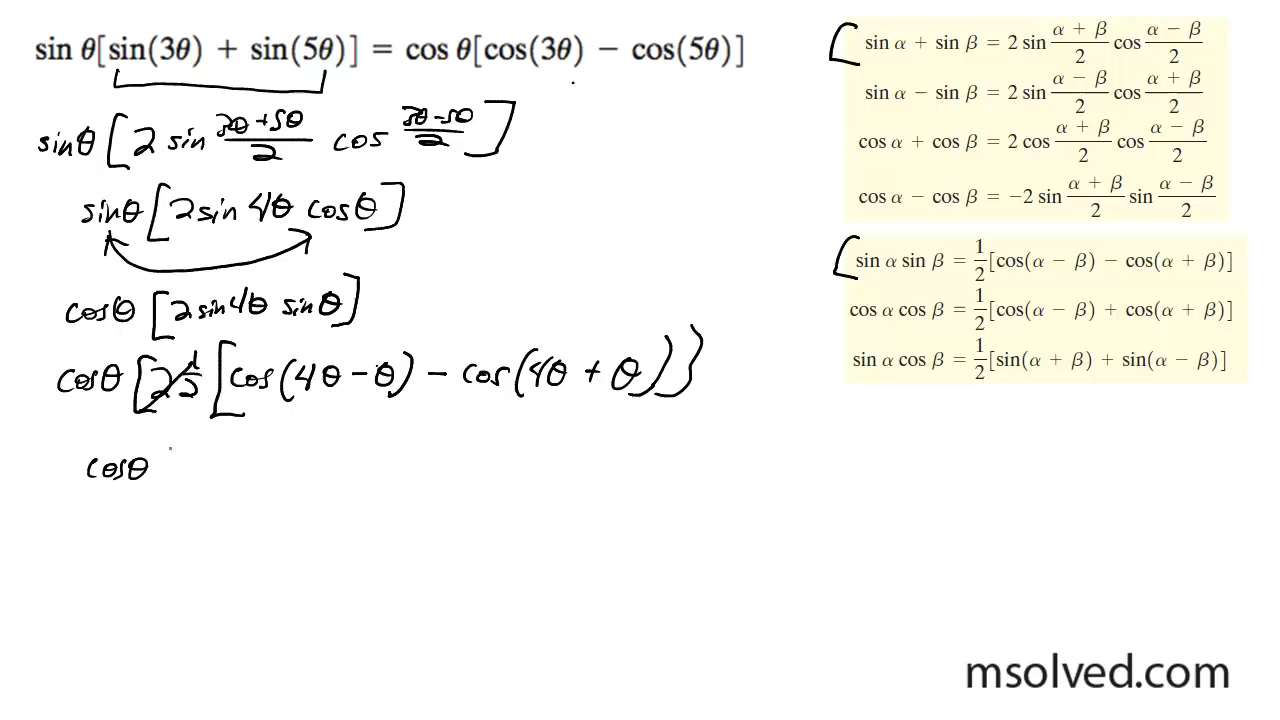 sin θ[sin(3θ) + sin(5θ)] = cos θ[cos(3θ) − cos(5θ)]
sinθ [2 sin (3θ+5θ)/2 cos (3θ-5θ)/2]
sinθ [2sin 4θ cosθ]
cosθ [2sin4θ sinθ]
cosθ [2 1/2 [cos(4θ - θ) - cos(4θ + θ)]]
cosθ
sin α + sin β = 2 sin (α + β)/2 cos (α − β)/2
sin α − sin β = 2 sin (α − β)/2 cos (α + β)/2
cos α + cos β = 2 cos (α + β)/2 cos (α − β)/2
cos α − cos β = −2 sin (α + β)/2 sin (α − β)/2
sin α sin β = 1/2[cos(α − β) − cos(α + β)]
cos α cos β = 1/2[cos(α − β) + cos(α + β)]
sin α cos β = 1/2[sin(α + β) + sin(α − β)]
msolved.com